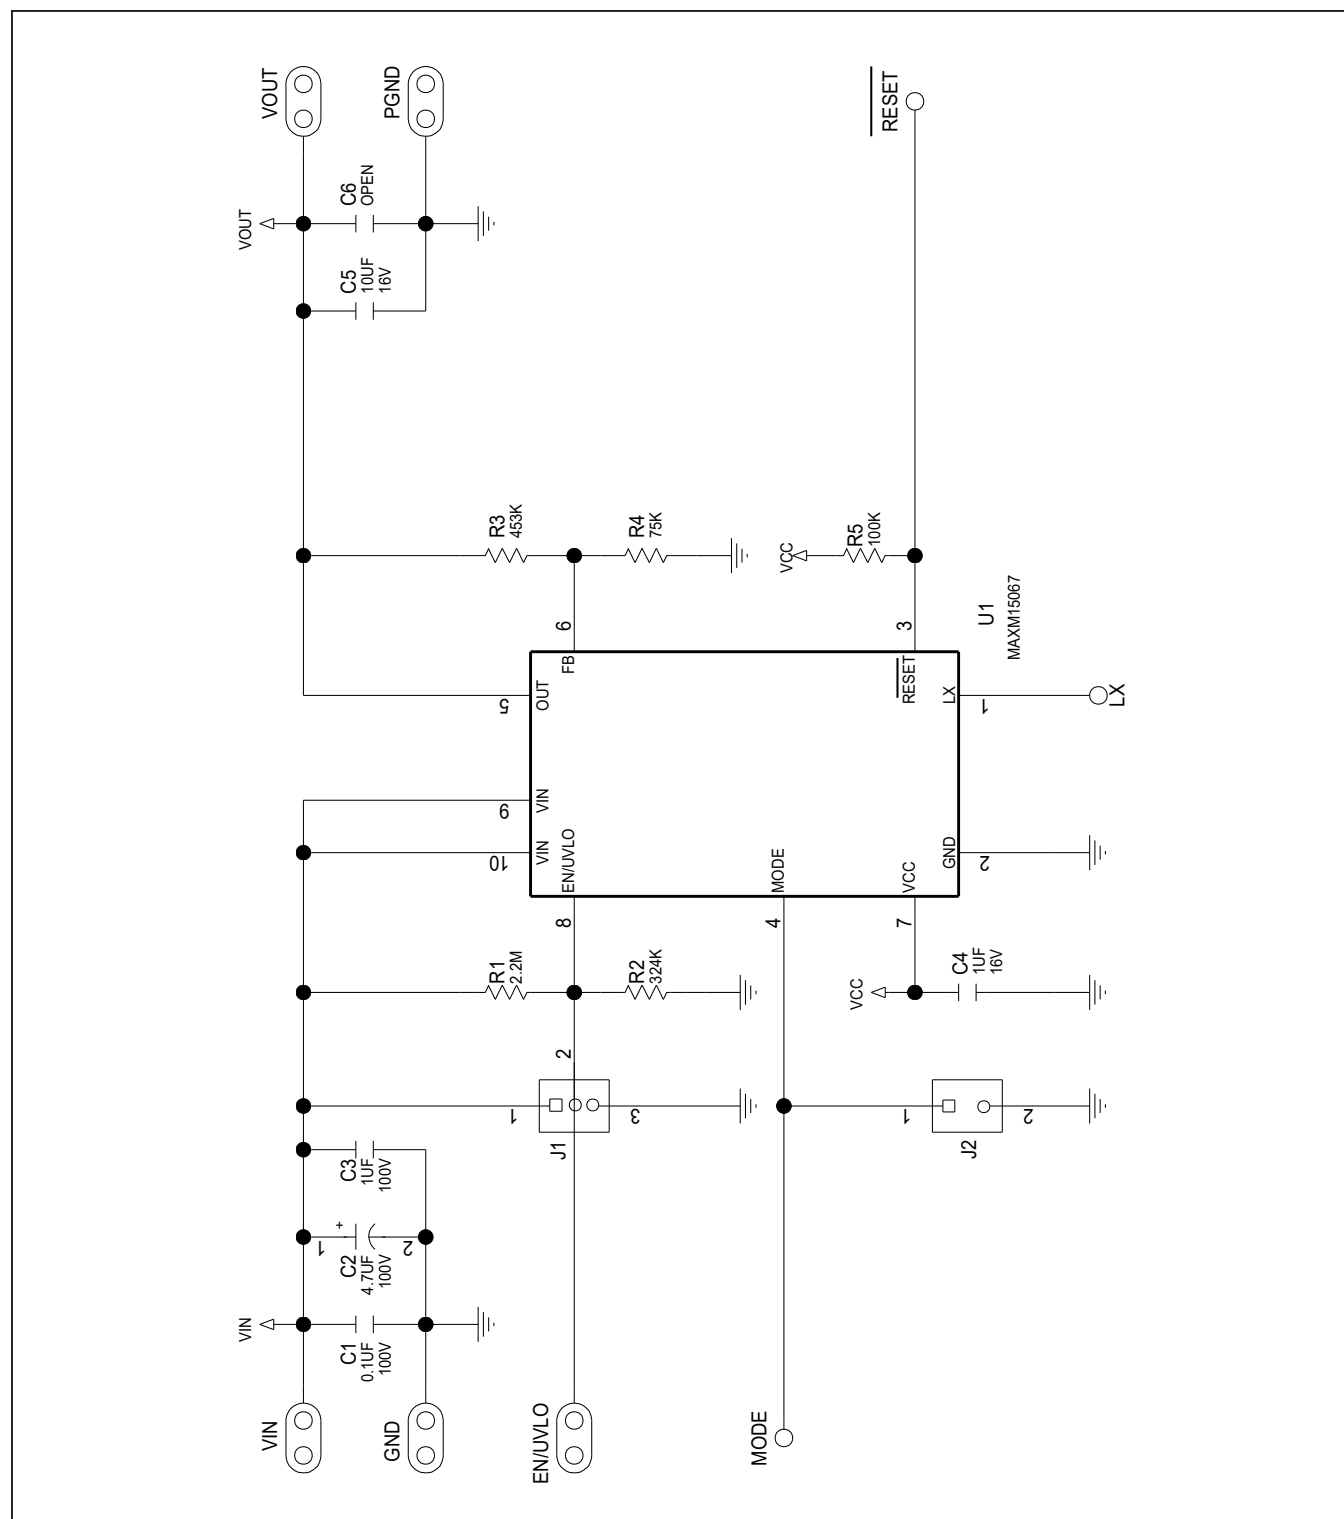 VIN
GND
EN/UVLO
MODE
VIN
C1
0.1UF
100V
1
+
C2
4.7UF
100V
2
C3
1UF
100V
1
2
3
J1
R1
2.2M
R2
324K
8
4
7
VCC
C4
1UF
16V
1
2
J2
10
9
5
VIN
VIN
OUT
EN/UVLO
FB
MODE
VCC
RESET
GND
LX
2
1
LX
6
3
U1
MAXM15067
R3
453K
R4
75K
VCC
R5
100K
C5
10UF
16V
C6
OPEN
VOUT
VOUT
PGND
RESET